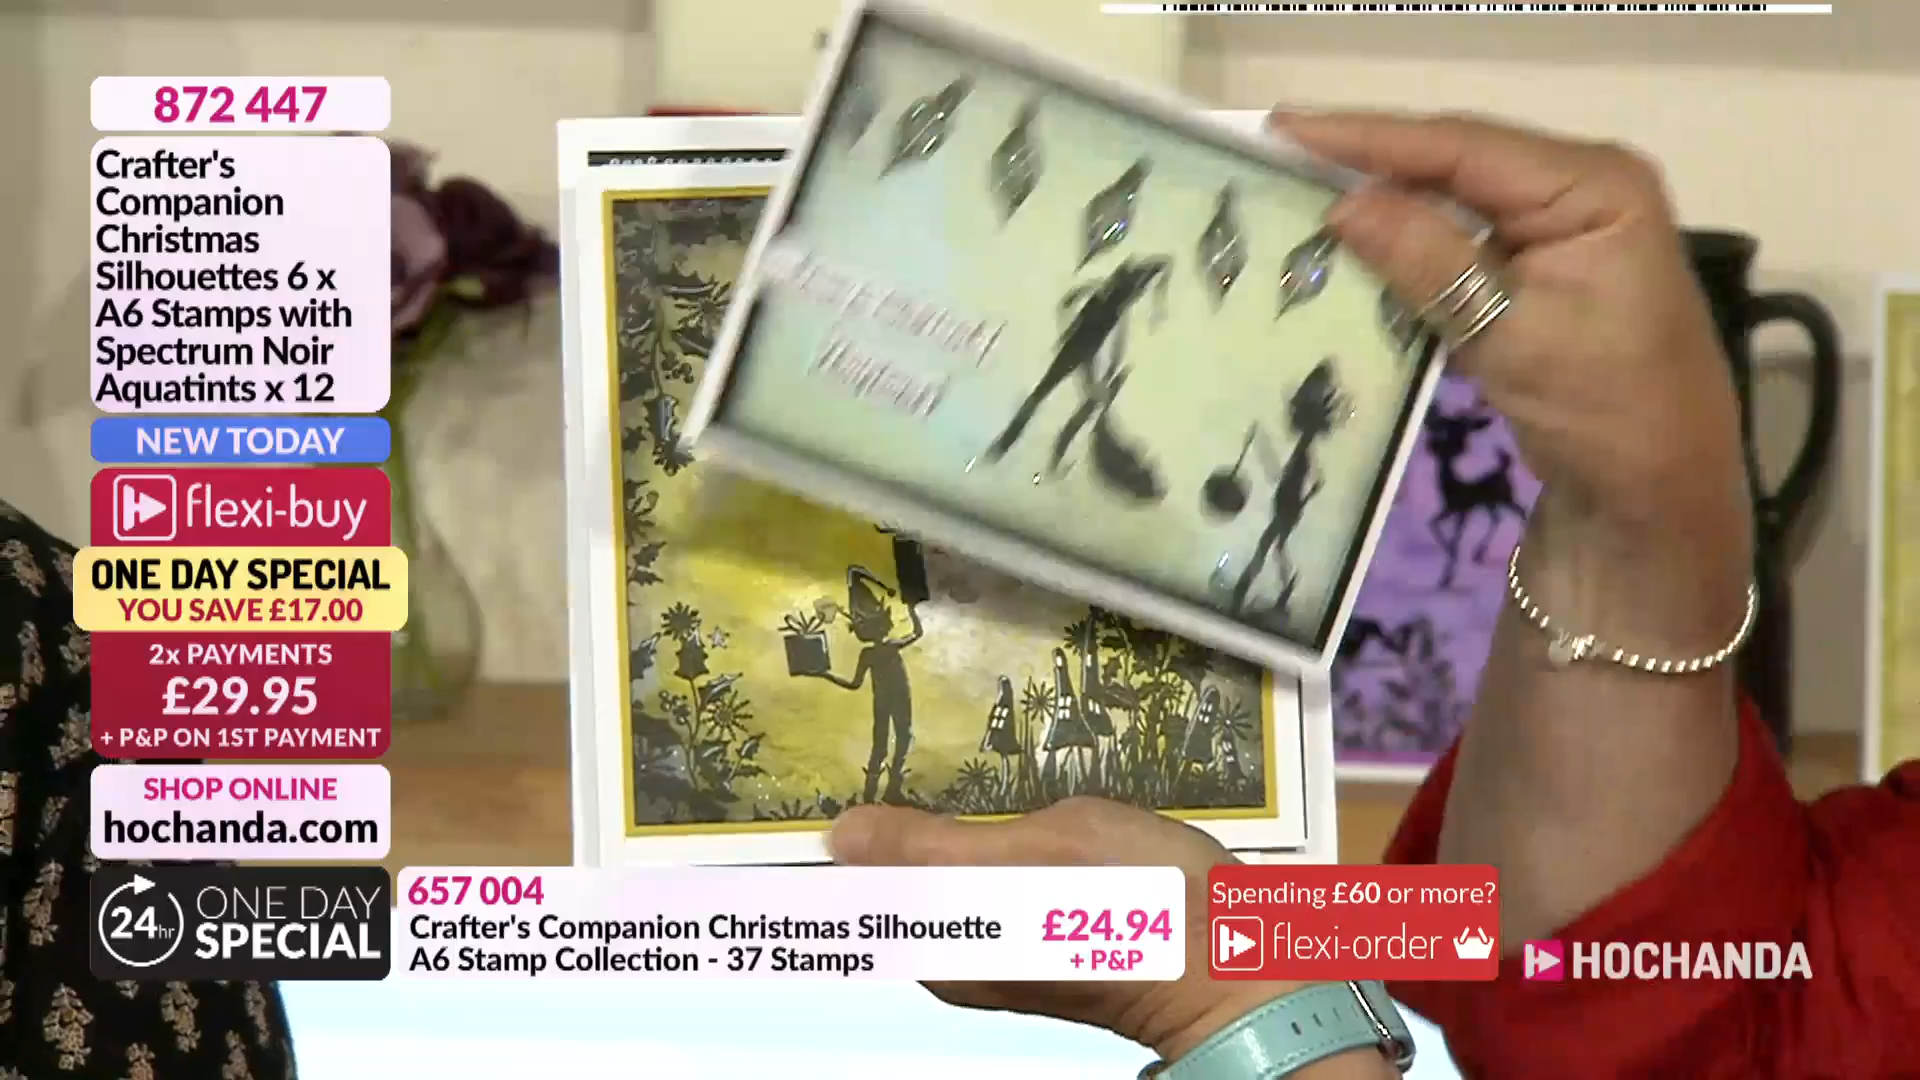 872 447
Crafter's
Companion
Christmas
Silhouettes 6 x
A6 Stamps with
Spectrum Noir
Aquatints x 12
NEW TODAY
flexi-buy
ONE DAY SPECIAL
YOU SAVE £17.00
2x PAYMENTS
£29.95
+ P&P ON 1ST PAYMENT
SHOP ONLINE
hochanda.com
24hr
ONE DAY
SPECIAL
657 004
Crafter's Companion Christmas Silhouette
A6 Stamp Collection - 37 Stamps
£24.94
+ P&P
Spending £60 or more?
flexi-order
HOCHANDA